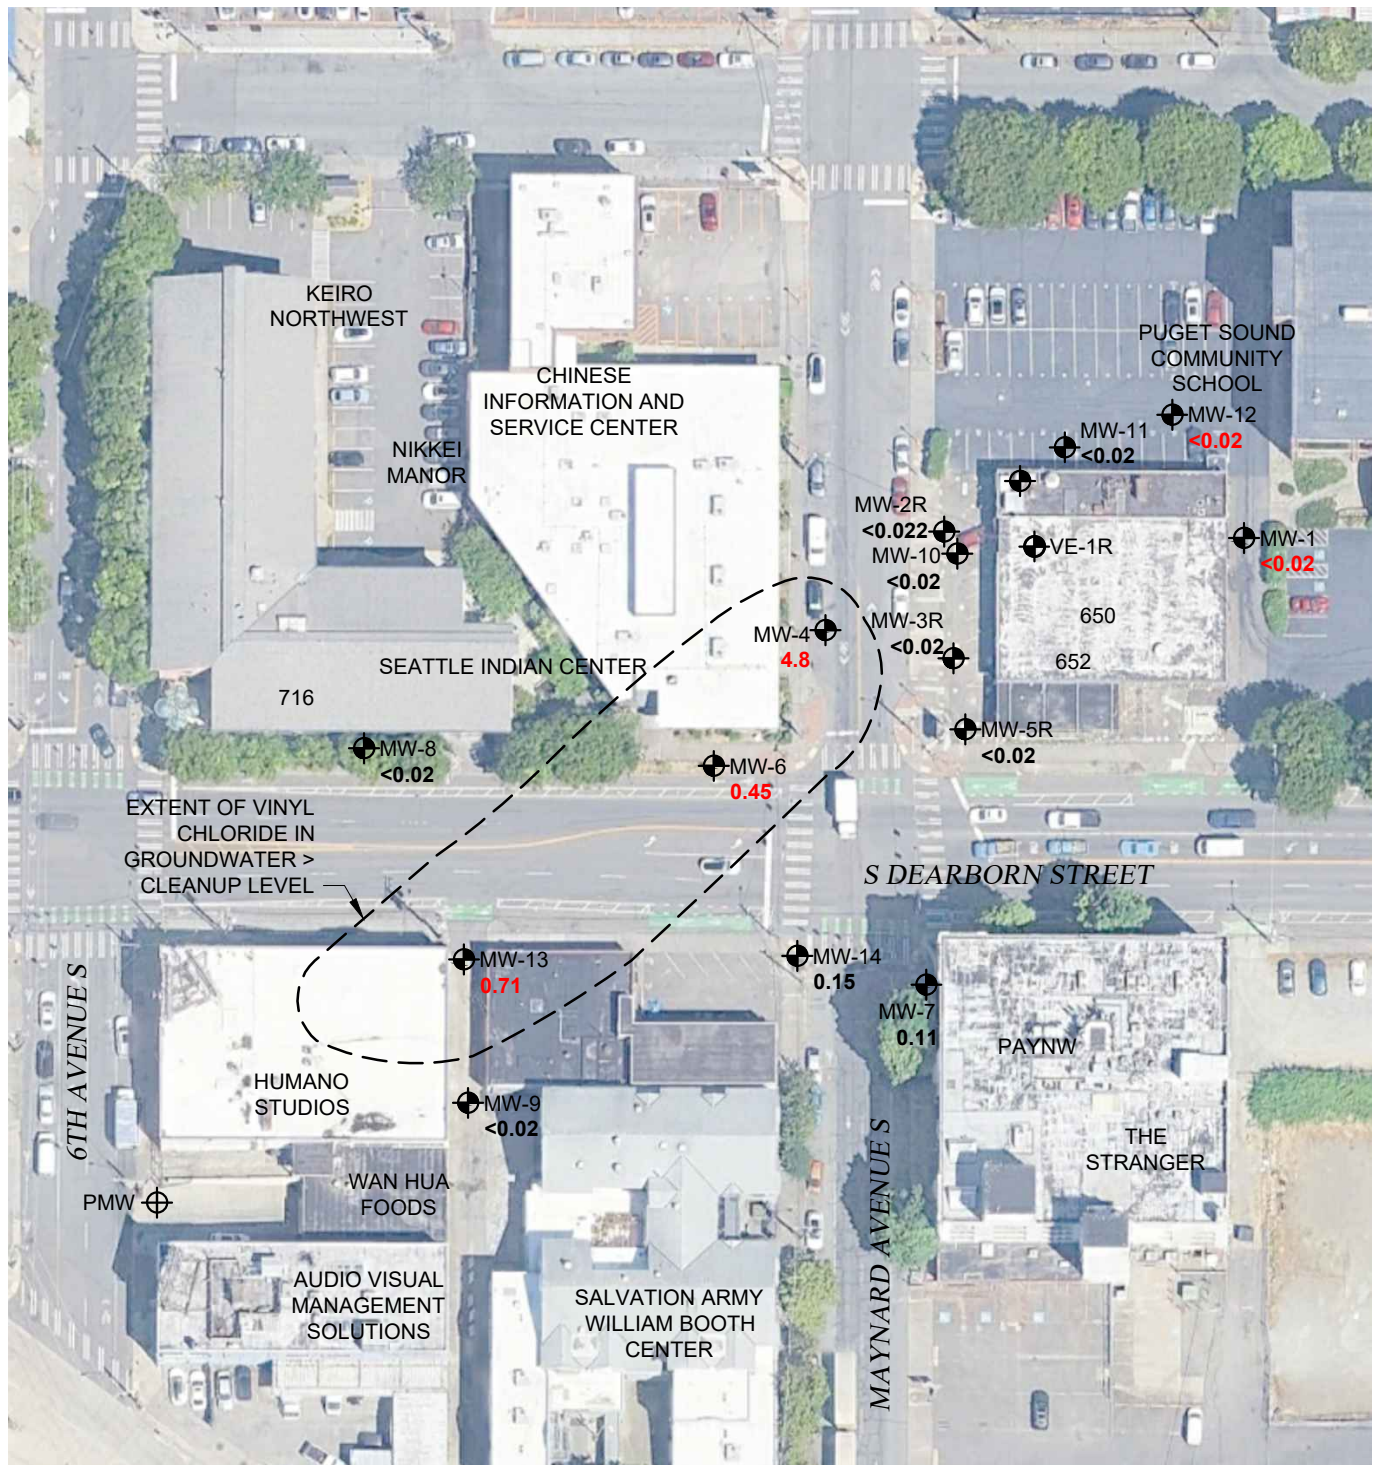 KEIRO
NORTHWEST
PUGET SOUND
COMMUNITY
SCHOOL
CHINESE
INFORMATION AND
SERVICE CENTER
MW-12
<0.02
MW-11
<0.02
NIKKEI
MANOR
MW-2R
<0.022
MW-10
<0.02
VE-1R
MW-1
<0.02
650
MW-3R
<0.02
652
MW-4
4.8
SEATTLE INDIAN CENTER
716
MW-5R
<0.02
MW-8
<0.02
MW-6
0.45
EXTENT OF VINYL
CHLORIDE IN
GROUNDWATER >
CLEANUP LEVEL
S DEARBORN STREET
MW-13
0.71
MW-14
0.15
MW-7
0.11
6TH AVENUE S
PAYNW
HUMANO
STUDIOS
MW-9
<0.02
MAYNARD AVENUE S
THE
STRANGER
WAN HUA
FOODS
PMW
AUDIO VISUAL
MANAGEMENT
SOLUTIONS
SALVATION ARMY
WILLIAM BOOTH
CENTER